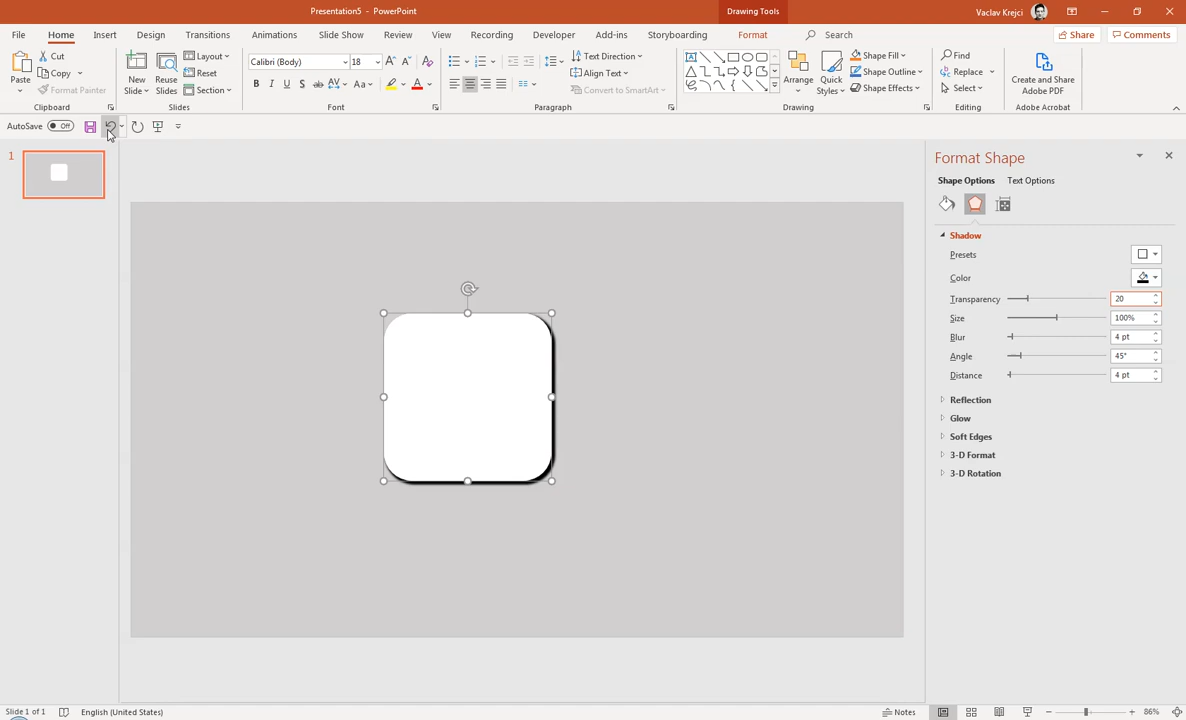 Presentation5 - PowerPoint
Drawing Tools
Vaclav Krejci
File Home Insert Design Transitions Animations Slide Show Review View Recording Developer Add-ins Storyboarding Format Search Share Comments
Paste
Cut
Copy
Format Painter
Clipboard
New Slide
Reuse Slides
Layout
Reset
Section
Slides
Calibri (Body) 18
Font
Text Direction
Align Text
Convert to SmartArt
Paragraph
Arrange
Quick Styles
Shape Fill
Shape Outline
Shape Effects
Drawing
Find
Replace
Select
Editing
Create and Share Adobe PDF
Adobe Acrobat
AutoSave Off
1
Format Shape
Shape Options Text Options
Shadow
Presets
Color
Transparency 20
Size 100%
Blur 4 pt
Angle 45°
Distance 4 pt
Reflection
Glow
Soft Edges
3-D Format
3-D Rotation
Slide 1 of 1 English (United States) Notes 86%